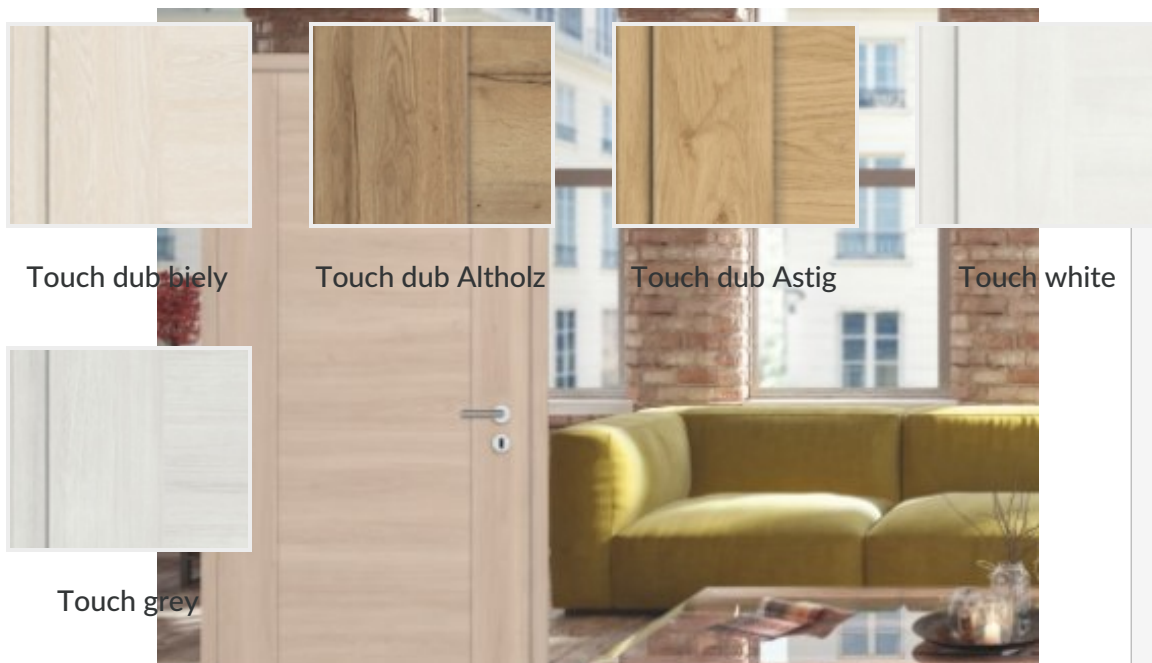 Touch dub biely
Touch dub Altholz
Touch dub Astig
Touch white
Touch grey